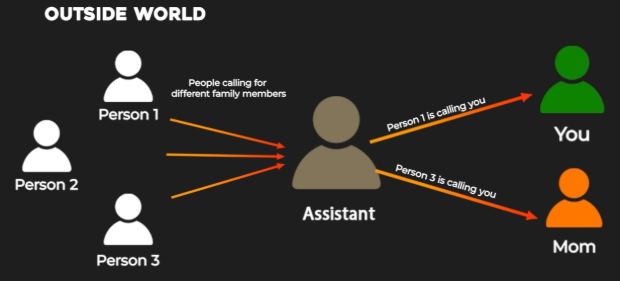 OUTSIDE WORLD
People calling for
different family members
Person 1
Person 2
Person 3
Assistant
Person 1 is calling you
Person 3 is calling you
You
Mom